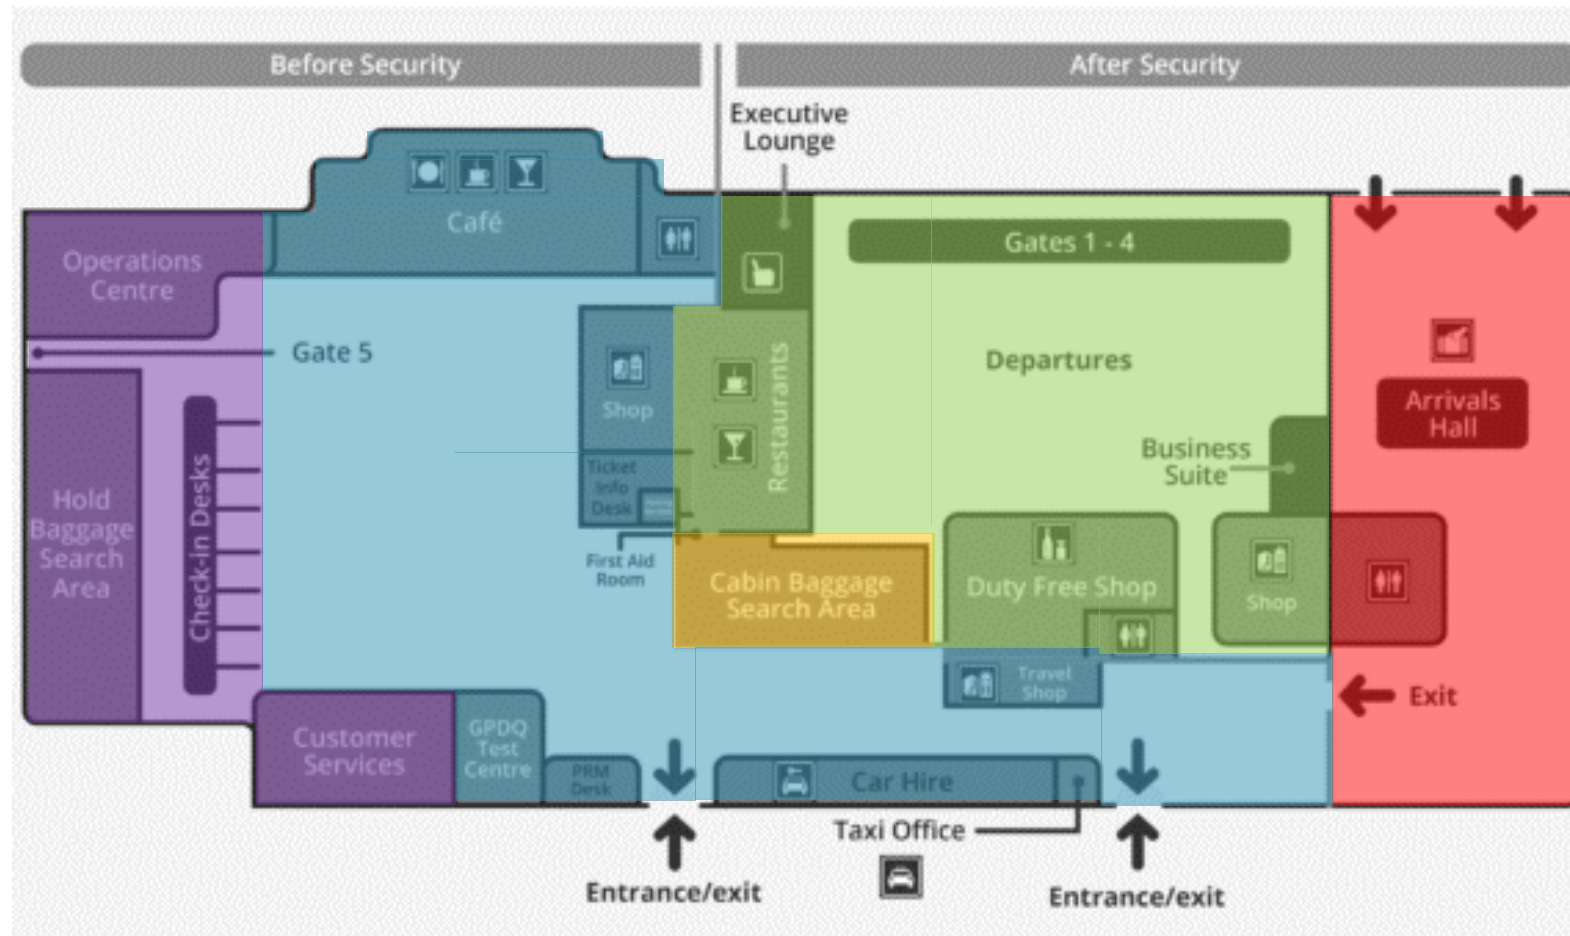 Before Security
After Security
Executive
Lounge
Café
Gates 1 - 4
Operations
Centre
Gate 5
Departures
Restaurants
Shop
Arrivals
Hall
Business
Suite
Ticket
Info
Desk
Check-in Desks
Hold
Baggage
Search
Area
First Aid
Room
Cabin Baggage
Search Area
Duty Free Shop
Shop
Travel
Shop
Exit
Customer
Services
GPDQ
Test
Centre
PRM
Desk
Car Hire
Taxi Office
Entrance/exit
Entrance/exit